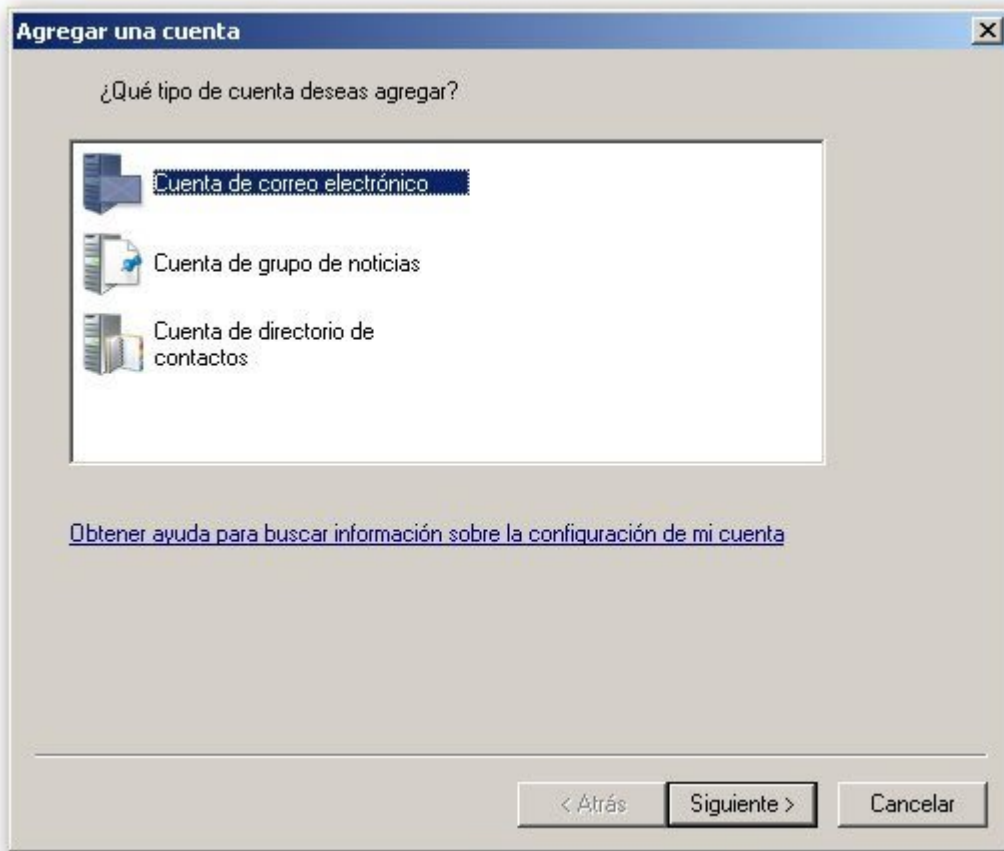 Agregar una cuenta
¿Qué tipo de cuenta deseas agregar?
Cuenta de correo electrónico
Cuenta de grupo de noticias
Cuenta de directorio de
contactos
Obtener ayuda para buscar información sobre la configuración de mi cuenta
< Atrás
Siguiente >
Cancelar